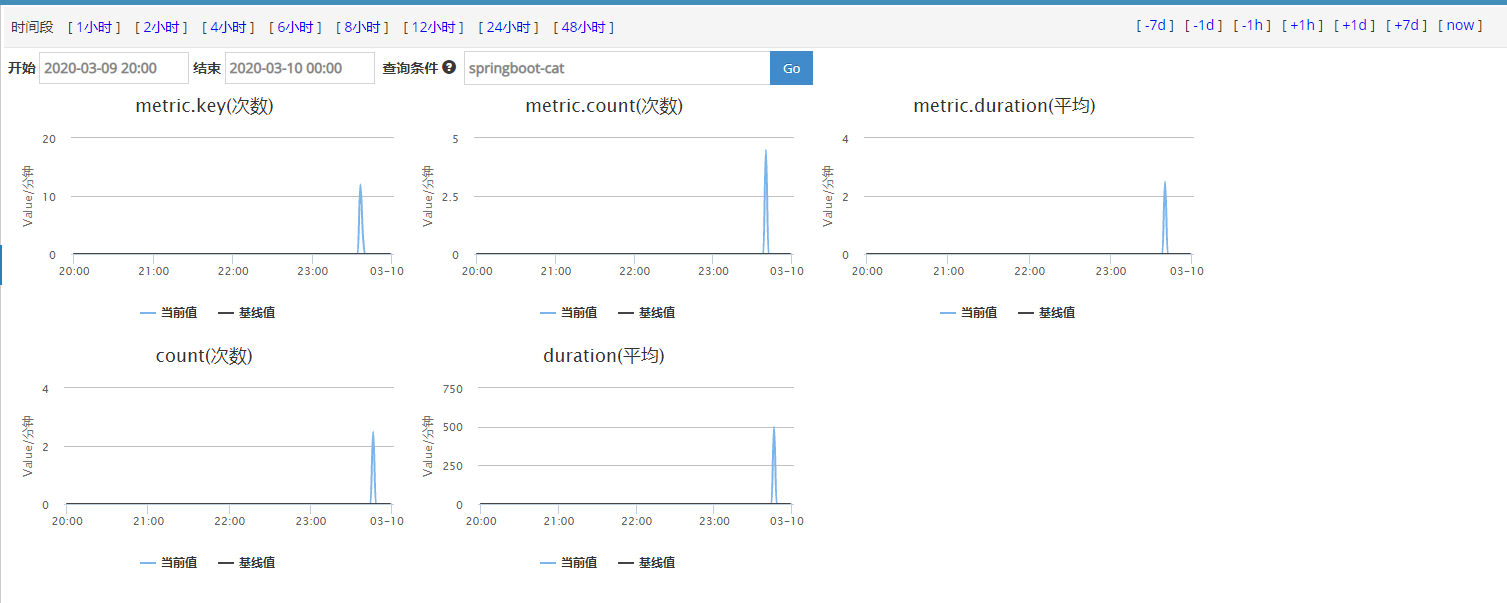 时间段 [ 1小时 ] [ 2小时 ] [ 4小时 ] [ 6小时 ] [ 8小时 ] [ 12小时 ] [ 24小时 ] [ 48小时 ] [ -7d ] [ -1d ] [ -1h ] [ +1h ] [ +1d ] [ +7d ] [ now ]
开始 2020-03-09 20:00 结束 2020-03-10 00:00 查询条件 ? springboot-cat Go
metric.key(次数)
Value/分钟
20
10
0
20:00 21:00 22:00 23:00 03-10
当前值 基线值
metric.count(次数)
Value/分钟
5
2.5
0
20:00 21:00 22:00 23:00 03-10
当前值 基线值
metric.duration(平均)
Value/分钟
4
2
0
20:00 21:00 22:00 23:00 03-10
当前值 基线值
count(次数)
Value/分钟
4
2
0
20:00 21:00 22:00 23:00 03-10
当前值 基线值
duration(平均)
Value/分钟
750
500
250
0
20:00 21:00 22:00 23:00 03-10
当前值 基线值